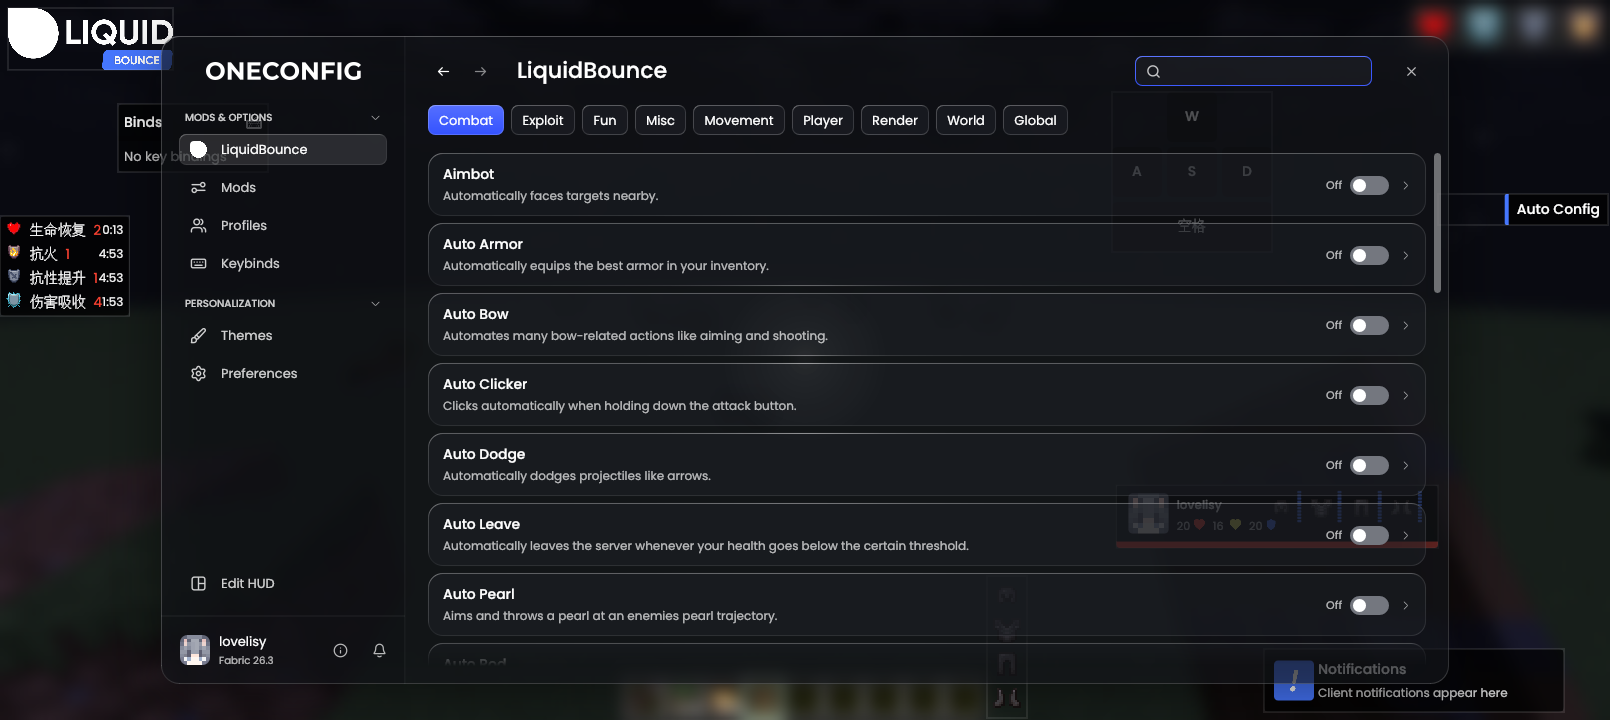 LIQUID
BOUNCE
ONECONFIG
LiquidBounce
MODS & OPTIONS
Binds
No key bindings
LiquidBounce
Mods
Profiles
Keybinds
PERSONALIZATION
Themes
Preferences
Edit HUD
lovelisy
Fabric 26.3
生命恢复 2 0:13
抗火 1 4:53
抗性提升 1 4:53
伤害吸收 4 1:53
Combat
Exploit
Fun
Misc
Movement
Player
Render
World
Global
Aimbot
Automatically faces targets nearby.
Off
Auto Armor
Automatically equips the best armor in your inventory.
Off
Auto Bow
Automates many bow-related actions like aiming and shooting.
Off
Auto Clicker
Clicks automatically when holding down the attack button.
Off
Auto Dodge
Automatically dodges projectiles like arrows.
Off
Auto Leave
Automatically leaves the server whenever your health goes below the certain threshold.
Off
Auto Pearl
Aims and throws a pearl at an enemies pearl trajectory.
Off
Auto Rod
W
A S D
空格
Auto Config
lovelisy
20 16 20
Notifications
Client notifications appear here